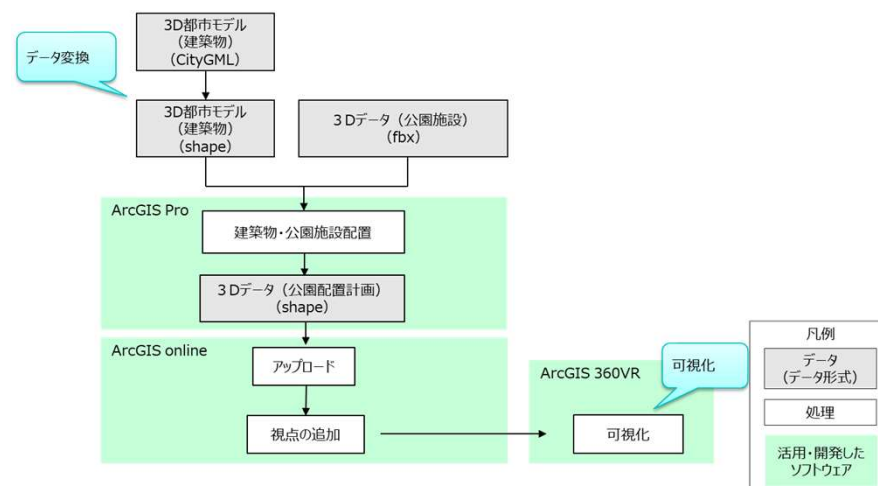 3D都市モデル
（建築物）
（CityGML）
データ変換
3D都市モデル
（建築物）
（shape）
３Dデータ（公園施設）
（fbx）
ArcGIS Pro
建築物・公園施設配置
３Dデータ（公園配置計画）
（shape）
ArcGIS online
アップロード
視点の追加
ArcGIS 360VR
可視化
可視化
凡例
データ
（データ形式）
処理
活用・開発した
ソフトウェア